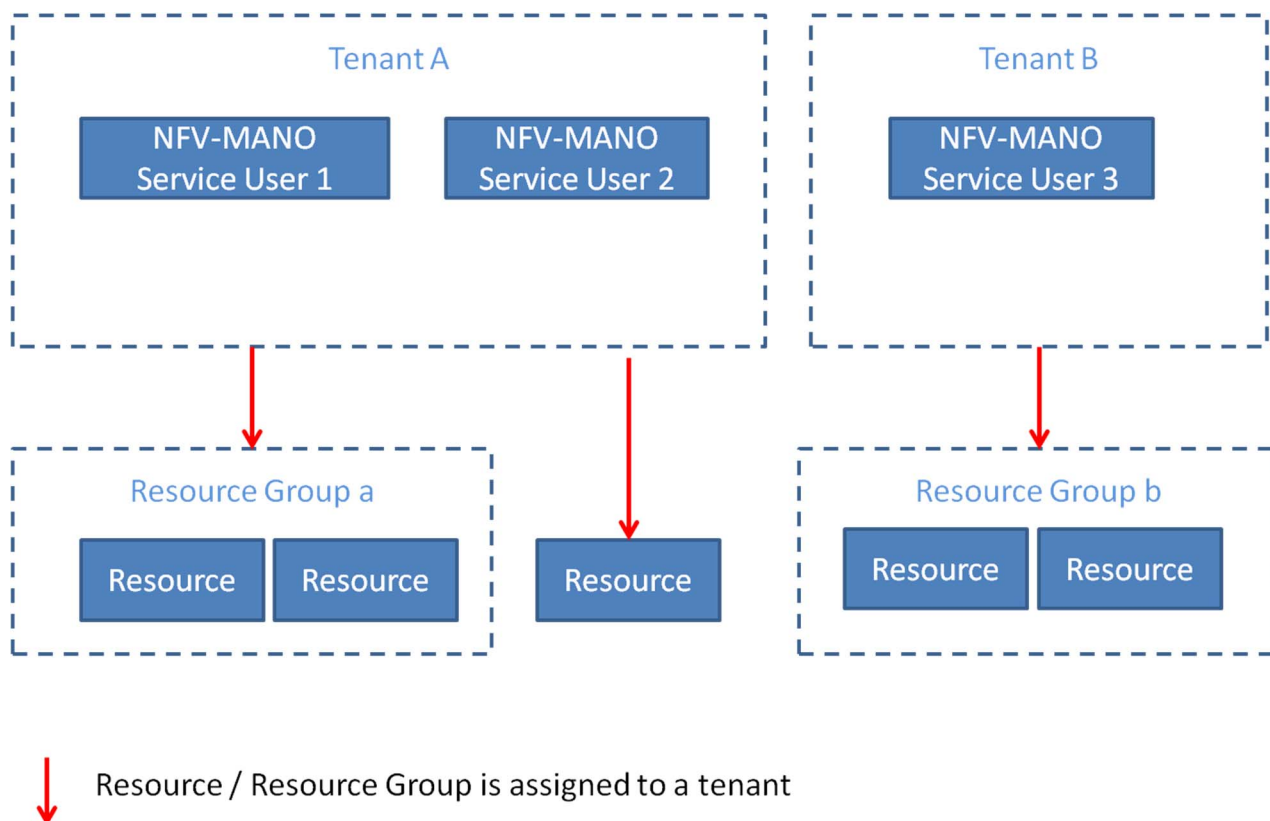 Tenant A
Tenant B
NFV-MANO
Service User 1
NFV-MANO
Service User 2
NFV-MANO
Service User 3
Resource Group a
Resource Group b
Resource
Resource
Resource
Resource
Resource
Resource / Resource Group is assigned to a tenant